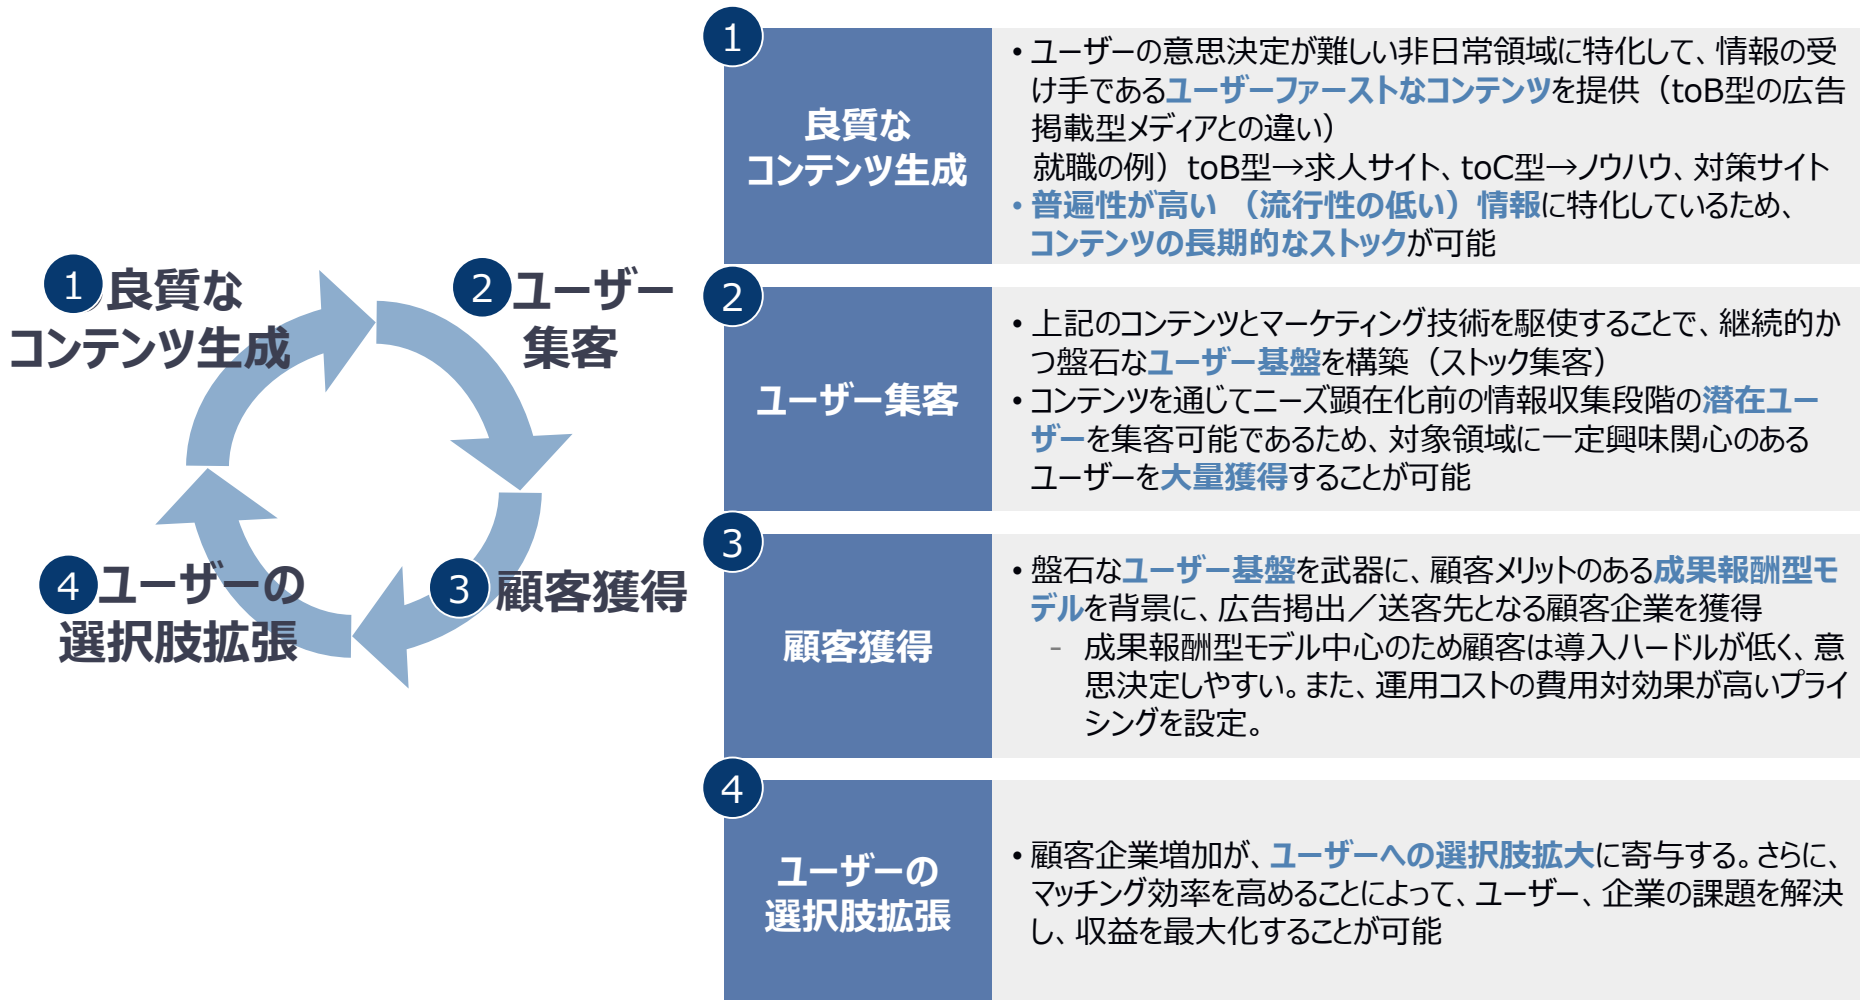 1 良質な
コンテンツ生成
2 ユーザー
集客
3 顧客獲得
4 ユーザーの
選択肢拡張
1
良質な
コンテンツ生成
• ユーザーの意思決定が難しい非日常領域に特化して、情報の受
け手であるユーザーファーストなコンテンツを提供（toB型の広告
掲載型メディアとの違い）
就職の例）toB型→求人サイト、toC型→ノウハウ、対策サイト
• 普遍性が高い （流行性の低い）情報に特化しているため、
コンテンツの長期的なストックが可能
2
ユーザー集客
• 上記のコンテンツとマーケティング技術を駆使することで、継続的か
つ盤石なユーザー基盤を構築（ストック集客）
• コンテンツを通じてニーズ顕在化前の情報収集段階の潜在ユー
ザーを集客可能であるため、対象領域に一定興味関心のある
ユーザーを大量獲得することが可能
3
顧客獲得
• 盤石なユーザー基盤を武器に、顧客メリットのある成果報酬型モ
デルを背景に、広告掲出／送客先となる顧客企業を獲得
- 成果報酬型モデル中心のため顧客は導入ハードルが低く、意
思決定しやすい。また、運用コストの費用対効果が高いプライ
シングを設定。
4
ユーザーの
選択肢拡張
• 顧客企業増加が、ユーザーへの選択肢拡大に寄与する。さらに、
マッチング効率を高めることによって、ユーザー、企業の課題を解決
し、収益を最大化することが可能